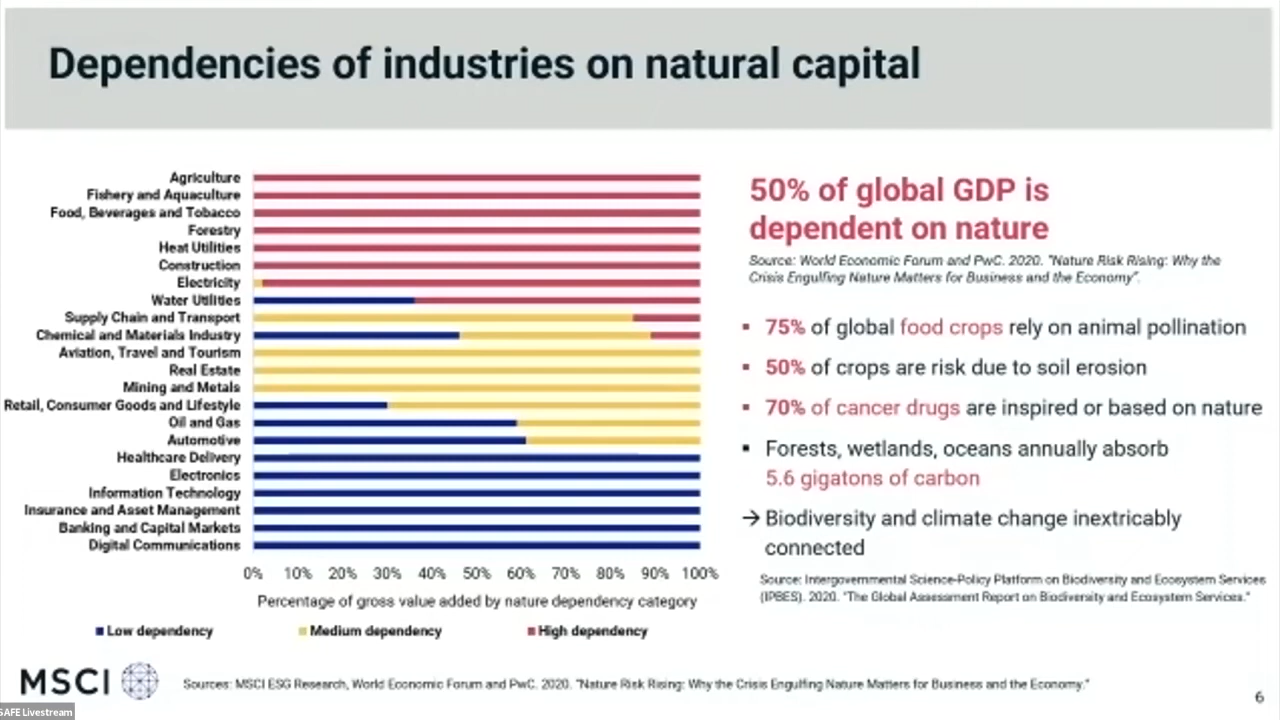 Dependencies of industries on natural capital
Agriculture
Fishery and Aquaculture
Food, Beverages and Tobacco
Forestry
Heat Utilities
Construction
Electricity
Water Utilities
Supply Chain and Transport
Chemical and Materials Industry
Aviation, Travel and Tourism
Real Estate
Mining and Metals
Retail, Consumer Goods and Lifestyle
Oil and Gas
Automotive
Healthcare Delivery
Electronics
Information Technology
Insurance and Asset Management
Banking and Capital Markets
Digital Communications
0% 10% 20% 30% 40% 50% 60% 70% 80% 90% 100%
Percentage of gross value added by nature dependency category
Low dependency Medium dependency High dependency
50% of global GDP is
dependent on nature
Source: World Economic Forum and PwC. 2020. "Nature Risk Rising: Why the
Crisis Engulfing Nature Matters for Business and the Economy".
▪ 75% of global food crops rely on animal pollination
▪ 50% of crops are risk due to soil erosion
▪ 70% of cancer drugs are inspired or based on nature
▪ Forests, wetlands, oceans annually absorb
5.6 gigatons of carbon
→ Biodiversity and climate change inextricably
connected
Source: Intergovernmental Science-Policy Platform on Biodiversity and Ecosystem Services
(IPBES). 2020. "The Global Assessment Report on Biodiversity and Ecosystem Services."
MSCI
Sources: MSCI ESG Research, World Economic Forum and PwC. 2020. "Nature Risk Rising: Why the Crisis Engulfing Nature Matters for Business and the Economy."
6
SAFE Livestream